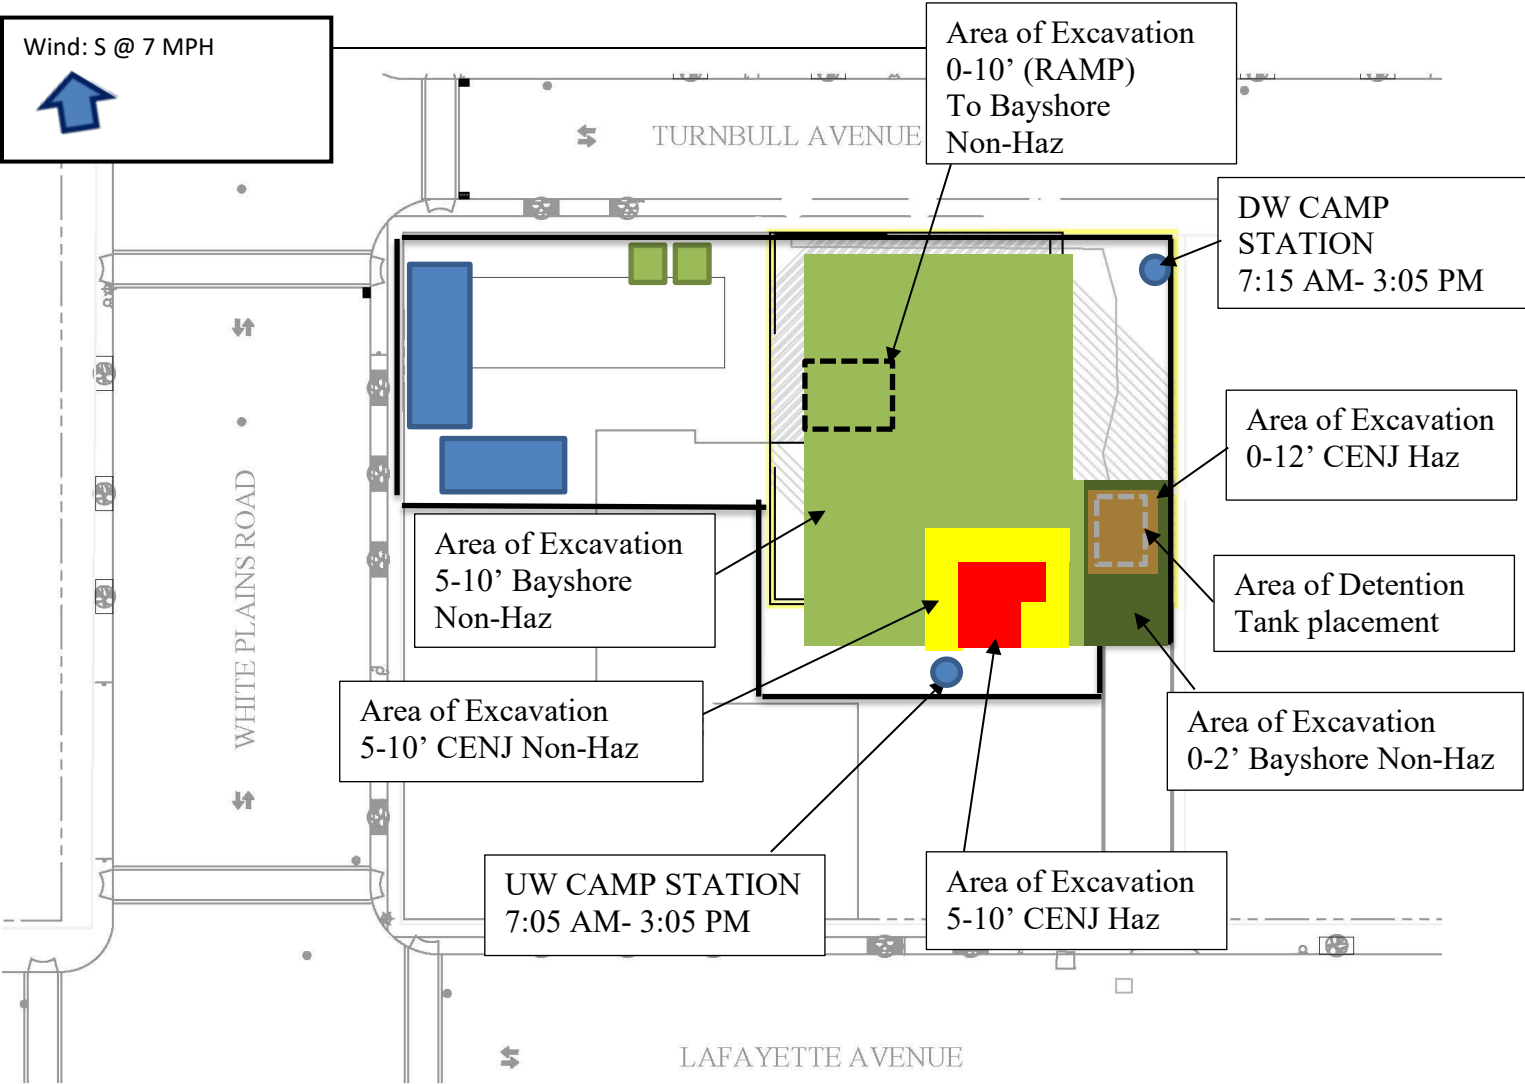 Wind: S @ 7 MPH
Area of Excavation
0-10’ (RAMP)
To Bayshore
Non-Haz
TURNBULL AVENUE
DW CAMP
STATION
7:15 AM- 3:05 PM
Area of Excavation
0-12’ CENJ Haz
WHITE PLAINS ROAD
Area of Excavation
5-10’ Bayshore
Non-Haz
Area of Detention
Tank placement
Area of Excavation
5-10’ CENJ Non-Haz
Area of Excavation
0-2’ Bayshore Non-Haz
UW CAMP STATION
7:05 AM- 3:05 PM
Area of Excavation
5-10’ CENJ Haz
LAFAYETTE AVENUE